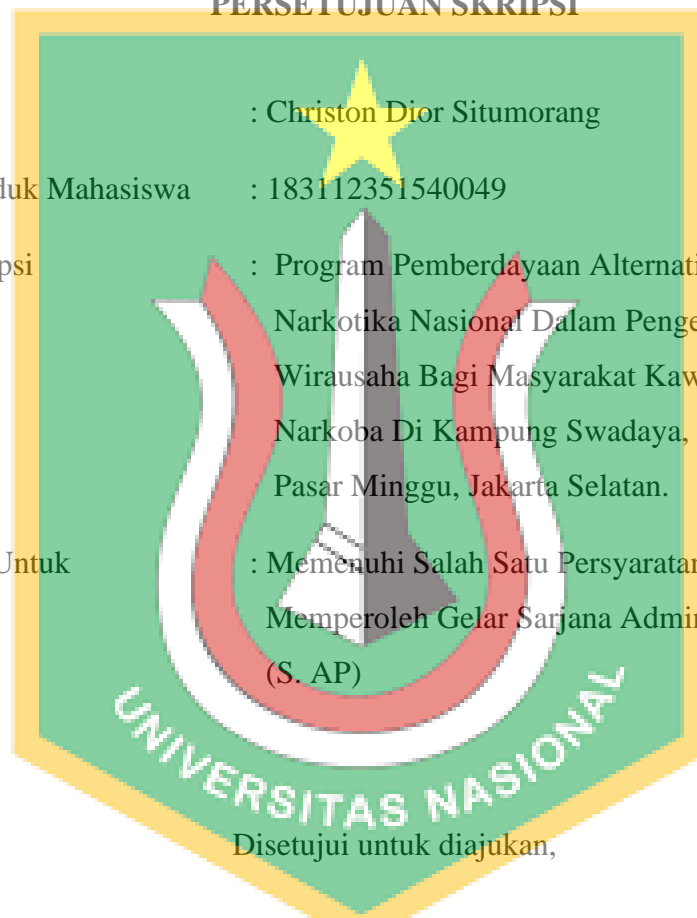 PERSETUJUAN SKRIPSI
: Christon Dior Situmorang
duk Mahasiswa : 183112351540049
psi : Program Pemberdayaan Alternati
Narkotika Nasional Dalam Penge
Wirausaha Bagi Masyarakat Kaw
Narkoba Di Kampung Swadaya,
Pasar Minggu, Jakarta Selatan.
Untuk : Memenuhi Salah Satu Persyaratan
Memperoleh Gelar Sarjana Admin
(S. AP)
UNIVERSITAS NASIONAL
Disetujui untuk diajukan,